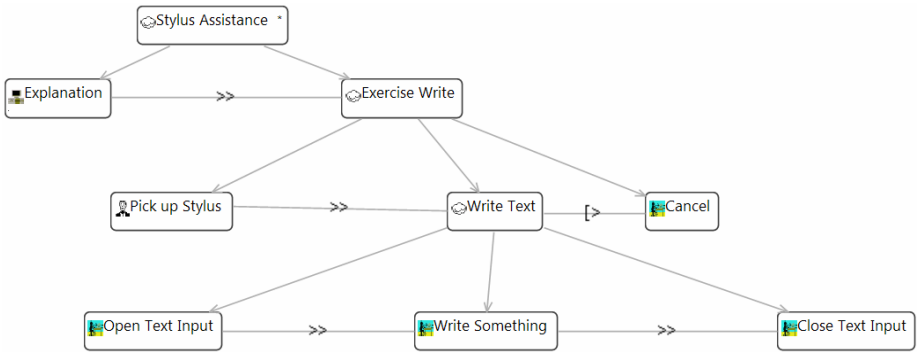 Stylus Assistance *
Explanation
>>
Exercise Write
Pick up Stylus
>>
Write Text
[>
Cancel
Open Text Input
>>
Write Something
>>
Close Text Input